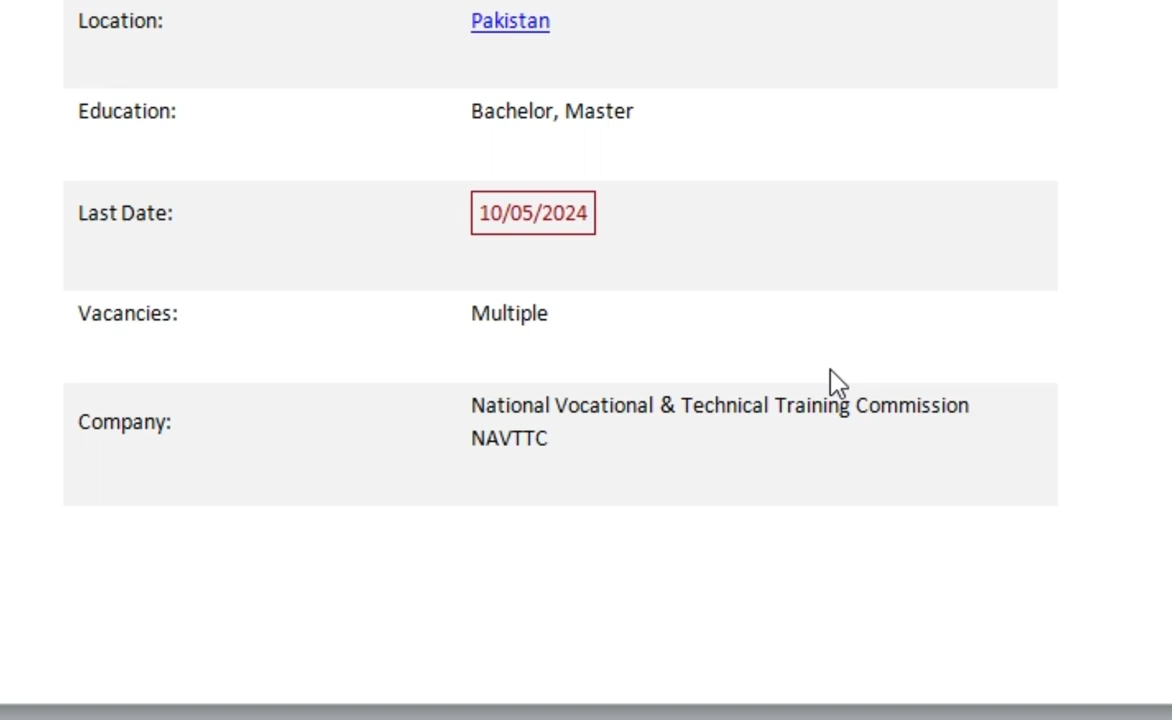 Location: Pakistan
Education: Bachelor, Master
Last Date: 10/05/2024
Vacancies: Multiple
Company: National Vocational & Technical Training Commission
NAVTTC